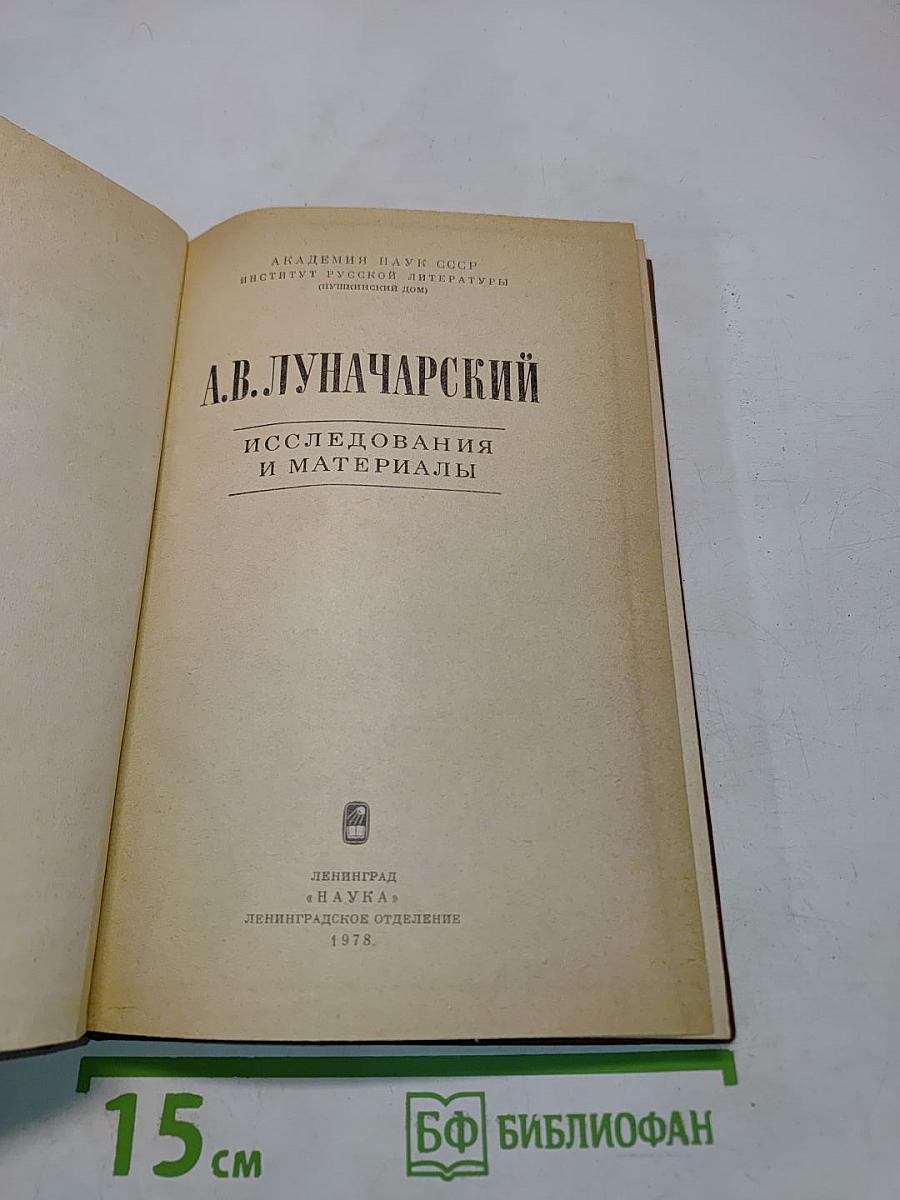 АКАДЕМИЯ НАУК СССР
ИНСТИТУТ РУССКОЙ ЛИТЕРАТУРЫ
(ПУШКИНСКИЙ ДОМ)
А.В.ЛУНАЧАРСКИЙ
ИССЛЕДОВАНИЯ
И МАТЕРИАЛЫ
ЛЕНИНГРАД
«НАУКА»
ЛЕНИНГРАДСКОЕ ОТДЕЛЕНИЕ
1978
15 см
БФ БИБЛИОФАН